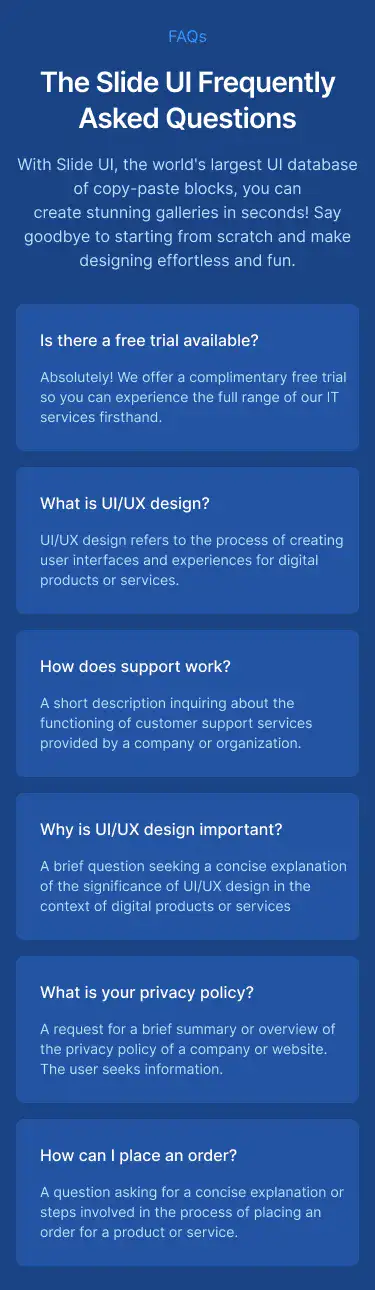 FAQs
The Slide UI Frequently
Asked Questions
With Slide UI, the world's largest UI database
of copy-paste blocks, you can
create stunning galleries in seconds! Say
goodbye to starting from scratch and make
designing effortless and fun.
Is there a free trial available?
Absolutely! We offer a complimentary free trial
so you can experience the full range of our IT
services firsthand.
What is UI/UX design?
UI/UX design refers to the process of creating
user interfaces and experiences for digital
products or services.
How does support work?
A short description inquiring about the
functioning of customer support services
provided by a company or organization.
Why is UI/UX design important?
A brief question seeking a concise explanation
of the significance of UI/UX design in the
context of digital products or services
What is your privacy policy?
A request for a brief summary or overview of
the privacy policy of a company or website.
The user seeks information.
How can I place an order?
A question asking for a concise explanation or
steps involved in the process of placing an
order for a product or service.